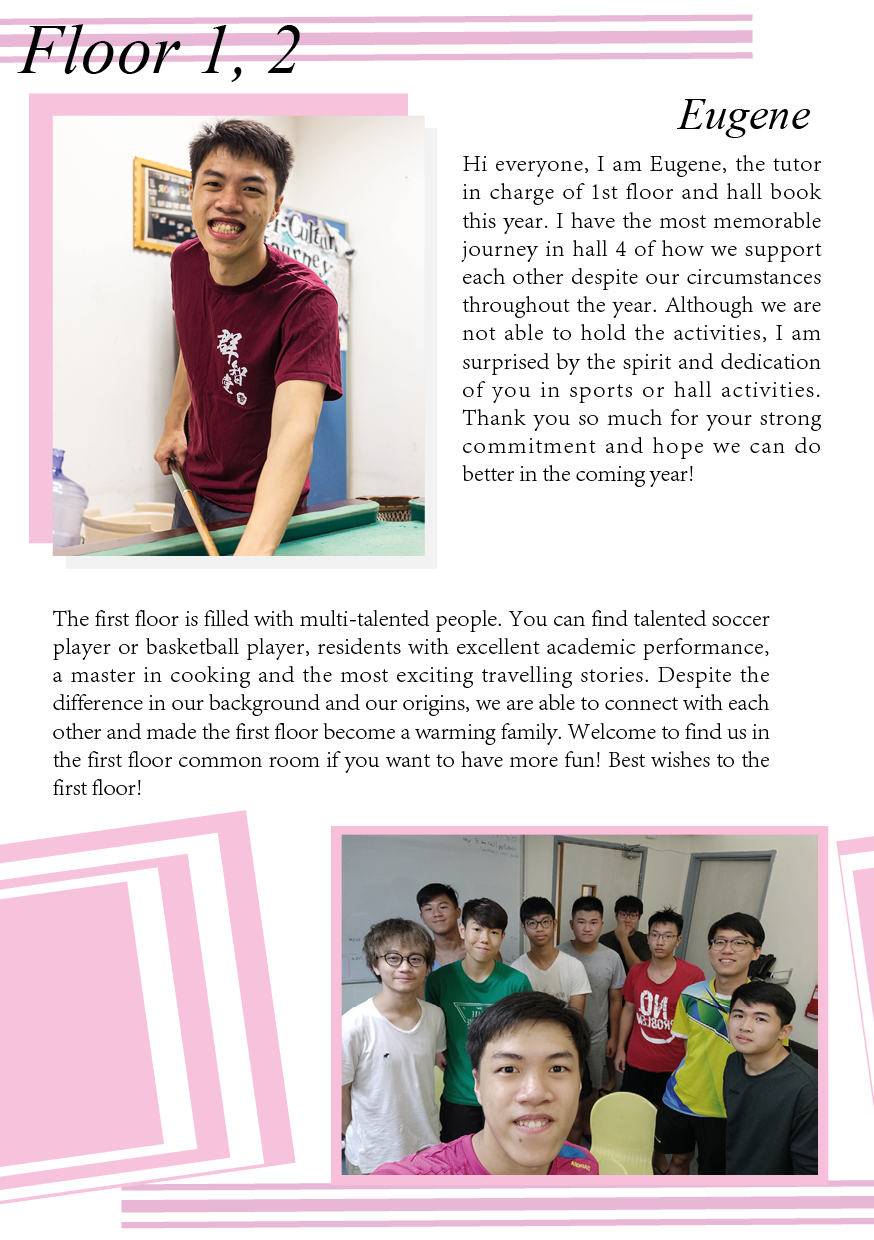 Floor 1, 2
Eugene
Hi everyone, I am Eugene, the tutor
in charge of 1st floor and hall book
this year. I have the most memorable
journey in hall 4 of how we support
each other despite our circumstances
throughout the year. Although we are
not able to hold the activities, I am
surprised by the spirit and dedication
of you in sports or hall activities.
Thank you so much for your strong
commitment and hope we can do
better in the coming year!
群
智
The first floor is filled with multi-talented people. You can find talented soccer
player or basketball player, residents with excellent academic performance,
a master in cooking and the most exciting travelling stories. Despite the
difference in our background and our origins, we are able to connect with each
other and made the first floor become a warming family. Welcome to find us in
the first floor common room if you want to have more fun! Best wishes to the
first floor!
NO